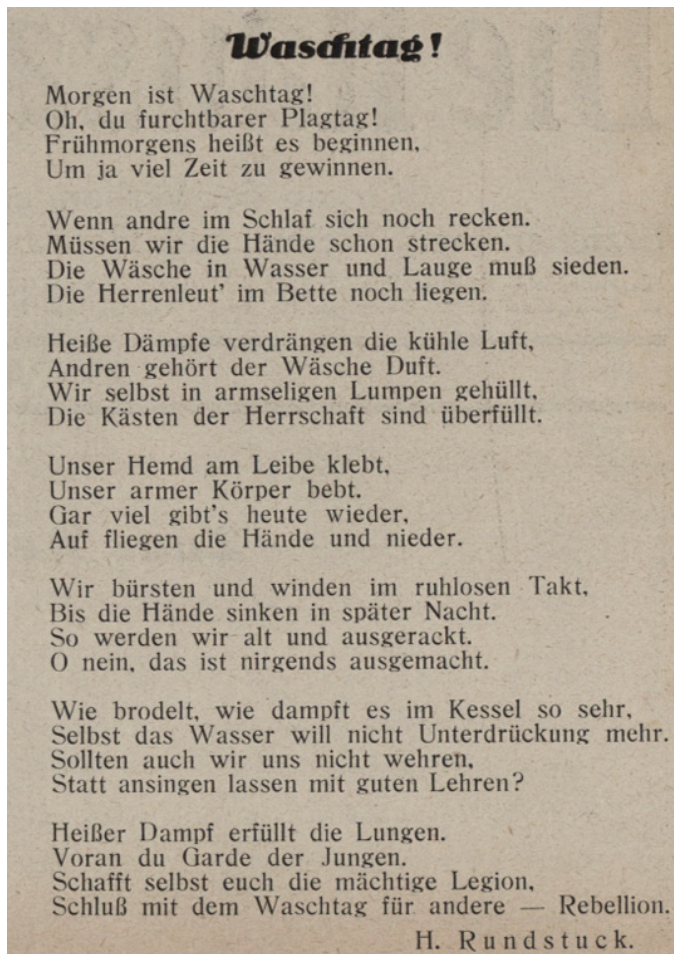 Waschtag!
Morgen ist Waschtag!
Oh, du furchtbarer Plagtag!
Frühmorgens heißt es beginnen,
Um ja viel Zeit zu gewinnen.
Wenn andre im Schlaf sich noch recken.
Müssen wir die Hände schon strecken.
Die Wäsche in Wasser und Lauge muß sieden.
Die Herrenleut' im Bette noch liegen.
Heiße Dämpfe verdrängen die kühle Luft,
Andren gehört der Wäsche Duft.
Wir selbst in armseligen Lumpen gehüllt,
Die Kästen der Herrschaft sind überfüllt.
Unser Hemd am Leibe klebt,
Unser armer Körper bebt.
Gar viel gibt's heute wieder,
Auf fliegen die Hände und nieder.
Wir bürsten und winden im ruhlosen Takt,
Bis die Hände sinken in später Nacht.
So werden wir alt und ausgerackt.
O nein, das ist nirgends ausgemacht.
Wie brodelt, wie dampft es im Kessel so sehr,
Selbst das Wasser will nicht Unterdrückung mehr.
Sollten auch wir uns nicht wehren,
Statt ansingen lassen mit guten Lehren?
Heißer Dampf erfüllt die Lungen.
Voran du Garde der Jungen.
Schafft selbst euch die mächtige Legion,
Schluß mit dem Waschtag für andere — Rebellion.
H. Rundstuck.